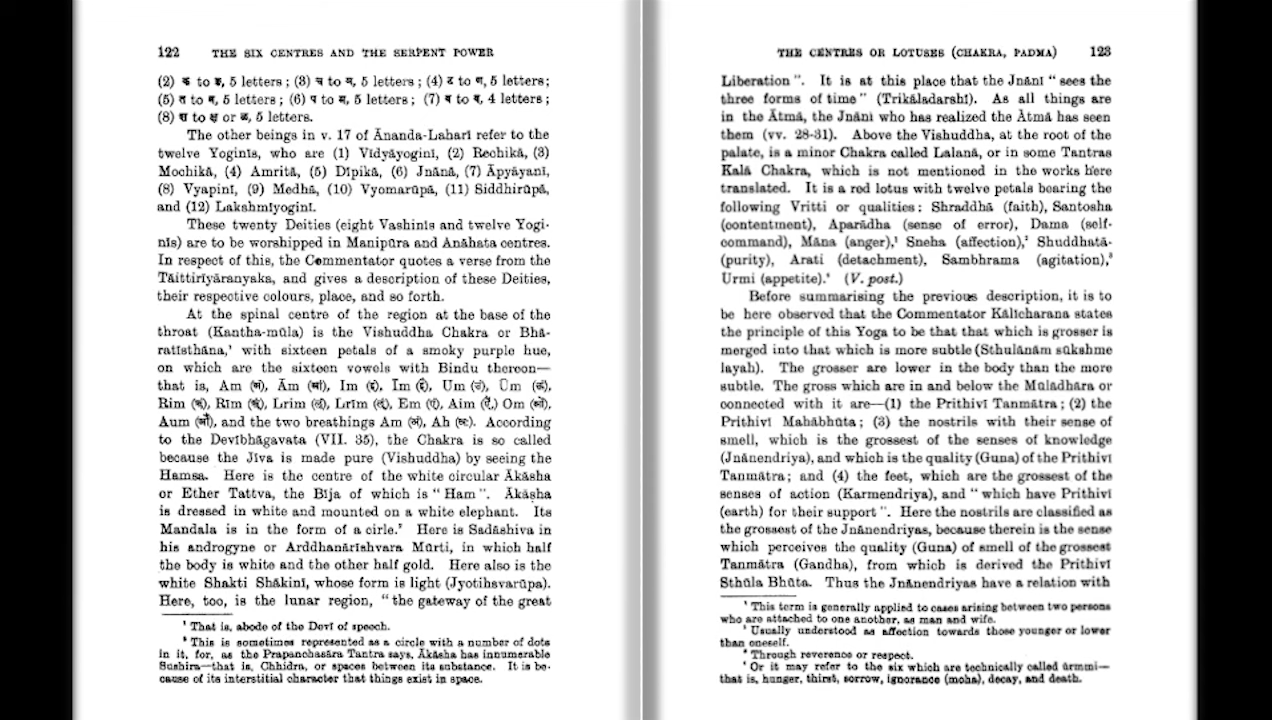 122 THE SIX CENTRES AND THE SERPENT POWER
(2) क to ङ, 5 letters; (3) च to ञ, 5 letters; (4) ट to ण, 5 letters;
(5) त to न, 5 letters; (6) प to म, 5 letters; (7) य to व, 4 letters;
(8) श to क्ष or ळ, 5 letters.
The other beings in v. 17 of Ānanda-Laharī refer to the
twelve Yoginīs, who are (1) Vidyāyoginī, (2) Rechikā, (3)
Mochikā, (4) Amritā, (5) Dīpikā, (6) Jnānā, (7) Āpyāyanī,
(8) Vyapinī, (9) Medhā, (10) Vyomarūpā, (11) Siddhirūpā,
and (12) Lakshmīyoginī.
These twenty Deities (eight Vashinīs and twelve Yogi-
nīs) are to be worshipped in Manipūra and Anāhata centres.
In respect of this, the Commentator quotes a verse from the
Tāittirīyāranyaka, and gives a description of these Deities,
their respective colours, place, and so forth.
At the spinal centre of the region at the base of the
throat (Kantha-mūla) is the Vishuddha Chakra or Bhā-
ratīsthāna,¹ with sixteen petals of a smoky purple hue,
on which are the sixteen vowels with Bindu thereon—
that is, Am (अं), Ām (आं), Im (इं), Īm (ईं), Um (उं), Ūm (ऊं),
Rim (ऋं), Rīm (ॠं), Lrim (ऌं), Lrīm (ॡं), Em (एं), Aim (ऐं,) Om (ओं),
Aum (औं), and the two breathings Am (अं), Ah (अः). According
to the Devībhāgavata (VII. 35), the Chakra is so called
because the Jīva is made pure (Vishuddha) by seeing the
Hamsa. Here is the centre of the white circular Ākāsha
or Ether Tattva, the Bīja of which is "Ham". Ākāṣha
is dressed in white and mounted on a white elephant. Its
Mandala is in the form of a cirle.² Here is Sadāshiva in
his androgyne or Arddhanārīshvara Mūrti, in which half
the body is white and the other half gold. Here also is the
white Shakti Shākinī, whose form is light (Jyotihsvarūpa).
Here, too, is the lunar region, "the gateway of the great
¹ That is, abode of the Devī of speech.
² This is sometimes represented as a circle with a number of dots
in it, for, as the Prapanchasāra Tantra says, Ākāsha has innumerable
Sushira—that is, Chhidra, or spaces between its substance. It is be-
cause of its interstitial character that things exist in space.
THE CENTRES OR LOTUSES (CHAKRA, PADMA) 123
Liberation". It is at this place that the Jnānī "sees the
three forms of time" (Trikāladarshī). As all things are
in the Ātmā, the Jnāni who has realized the Ātmā has seen
them (vv. 28-31). Above the Vishuddha, at the root of the
palate, is a minor Chakra called Lalanā, or in some Tantras
Kalā Chakra, which is not mentioned in the works here
translated. It is a red lotus with twelve petals bearing the
following Vritti or qualities: Shraddhā (faith), Santosha
(contentment), Aparādha (sense of error), Dama (self-
command), Māna (anger),¹ Sneha (affection),² Shuddhatā-
(purity), Arati (detachment), Sambhrama (agitation),³
Urmi (appetite).⁴ (V. post.)
Before summarising the previous description, it is to
be here observed that the Commentator Kālīcharana states
the principle of this Yoga to be that that which is grosser is
merged into that which is more subtle (Sthulānām sūkshme
layah). The grosser are lower in the body than the more
subtle. The gross which are in and below the Mūlādhāra or
connected with it are—(1) the Prithivī Tanmātra; (2) the
Prithivī Mahābhūta; (3) the nostrils with their sense of
smell, which is the grossest of the senses of knowledge
(Jnānendriya), and which is the quality (Guna) of the Prithivī
Tanmātra; and (4) the feet, which are the grossest of the
senses of action (Karmendriya), and "which have Prithivī
(earth) for their support". Here the nostrils are classified as
the grossest of the Jnānendriyas, because therein is the sense
which perceives the quality (Guna) of smell of the grossest
Tanmātra (Gandha), from which is derived the Prithivī
Sthūla Bhūta. Thus the Jnānendriyas have a relation with
¹ This term is generally applied to cases arising between two persons
who are attached to one another, as man and wife.
² Usually understood as affection towards those younger or lower
than oneself.
³ Through reverence or respect.
⁴ Or it may refer to the six which are technically called ūrmmi—
that is, hunger, thirst, sorrow, ignorance (moha), decay, and death.